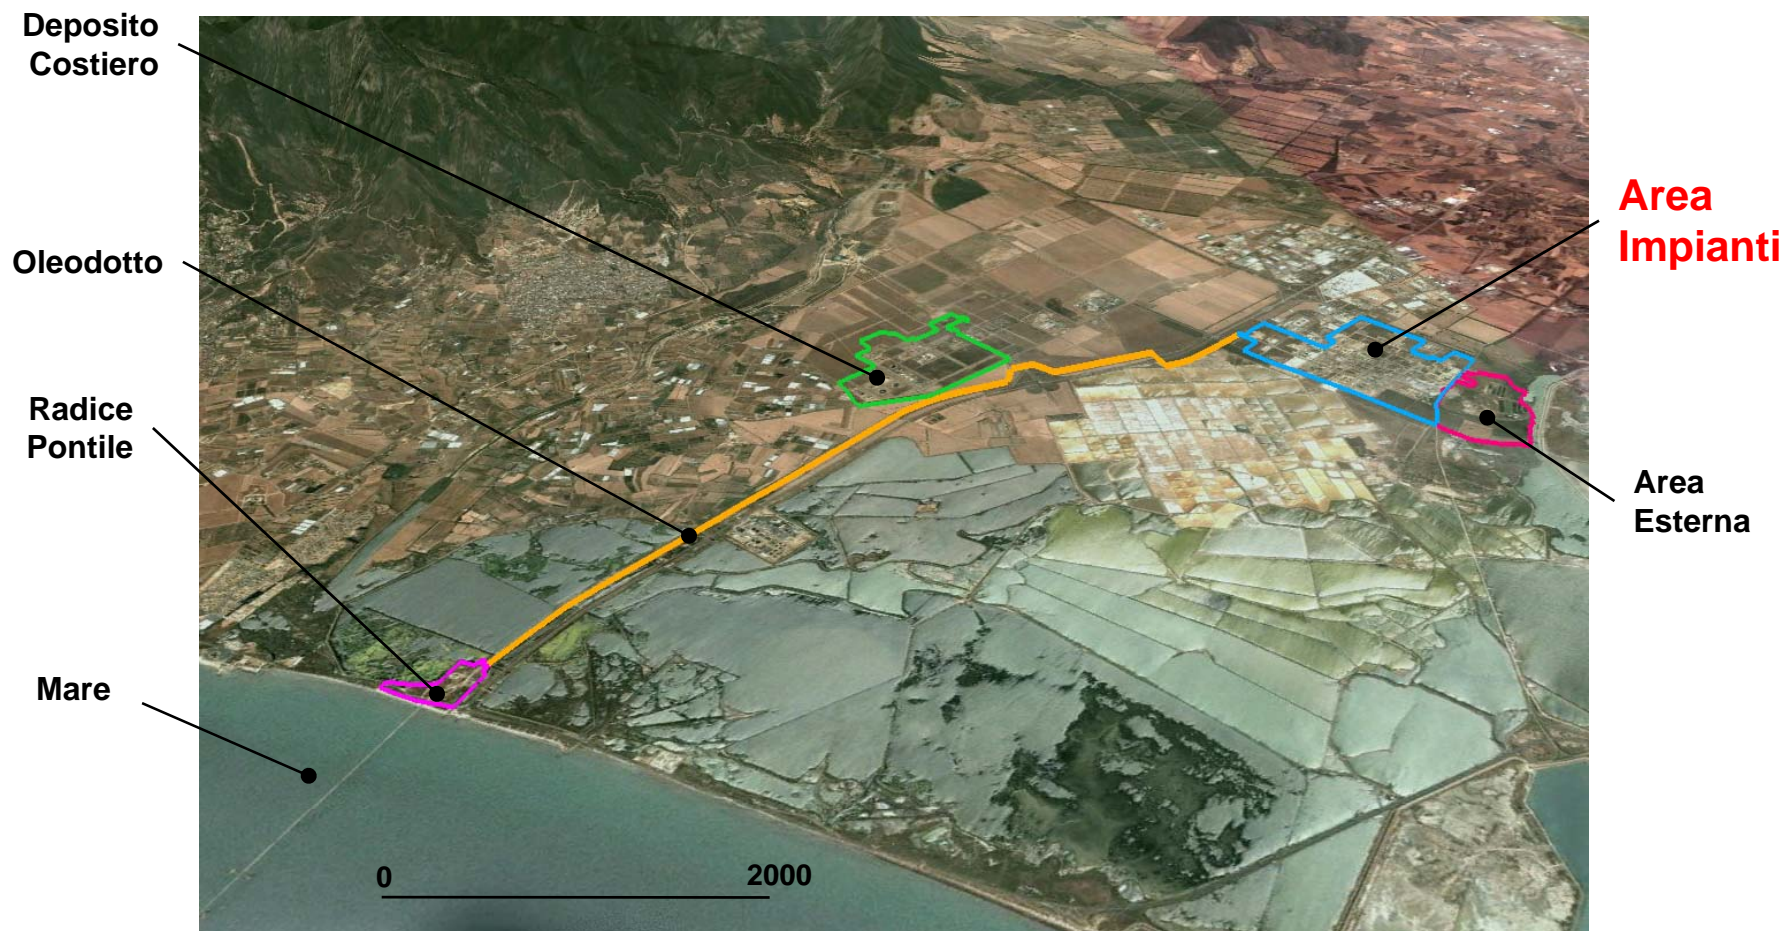 Deposito
Costiero
Area
Impianti
Oleodotto
Radice
Pontile
Area
Esterna
Mare
0
2000